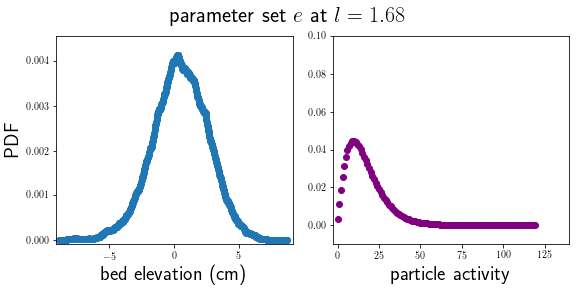 parameter set e at l = 1.68
PDF
0.004
0.003
0.002
0.001
0.000
−5 0 5
bed elevation (cm)
0.10
0.08
0.06
0.04
0.02
0.00
0 25 50 75 100 125
particle activity